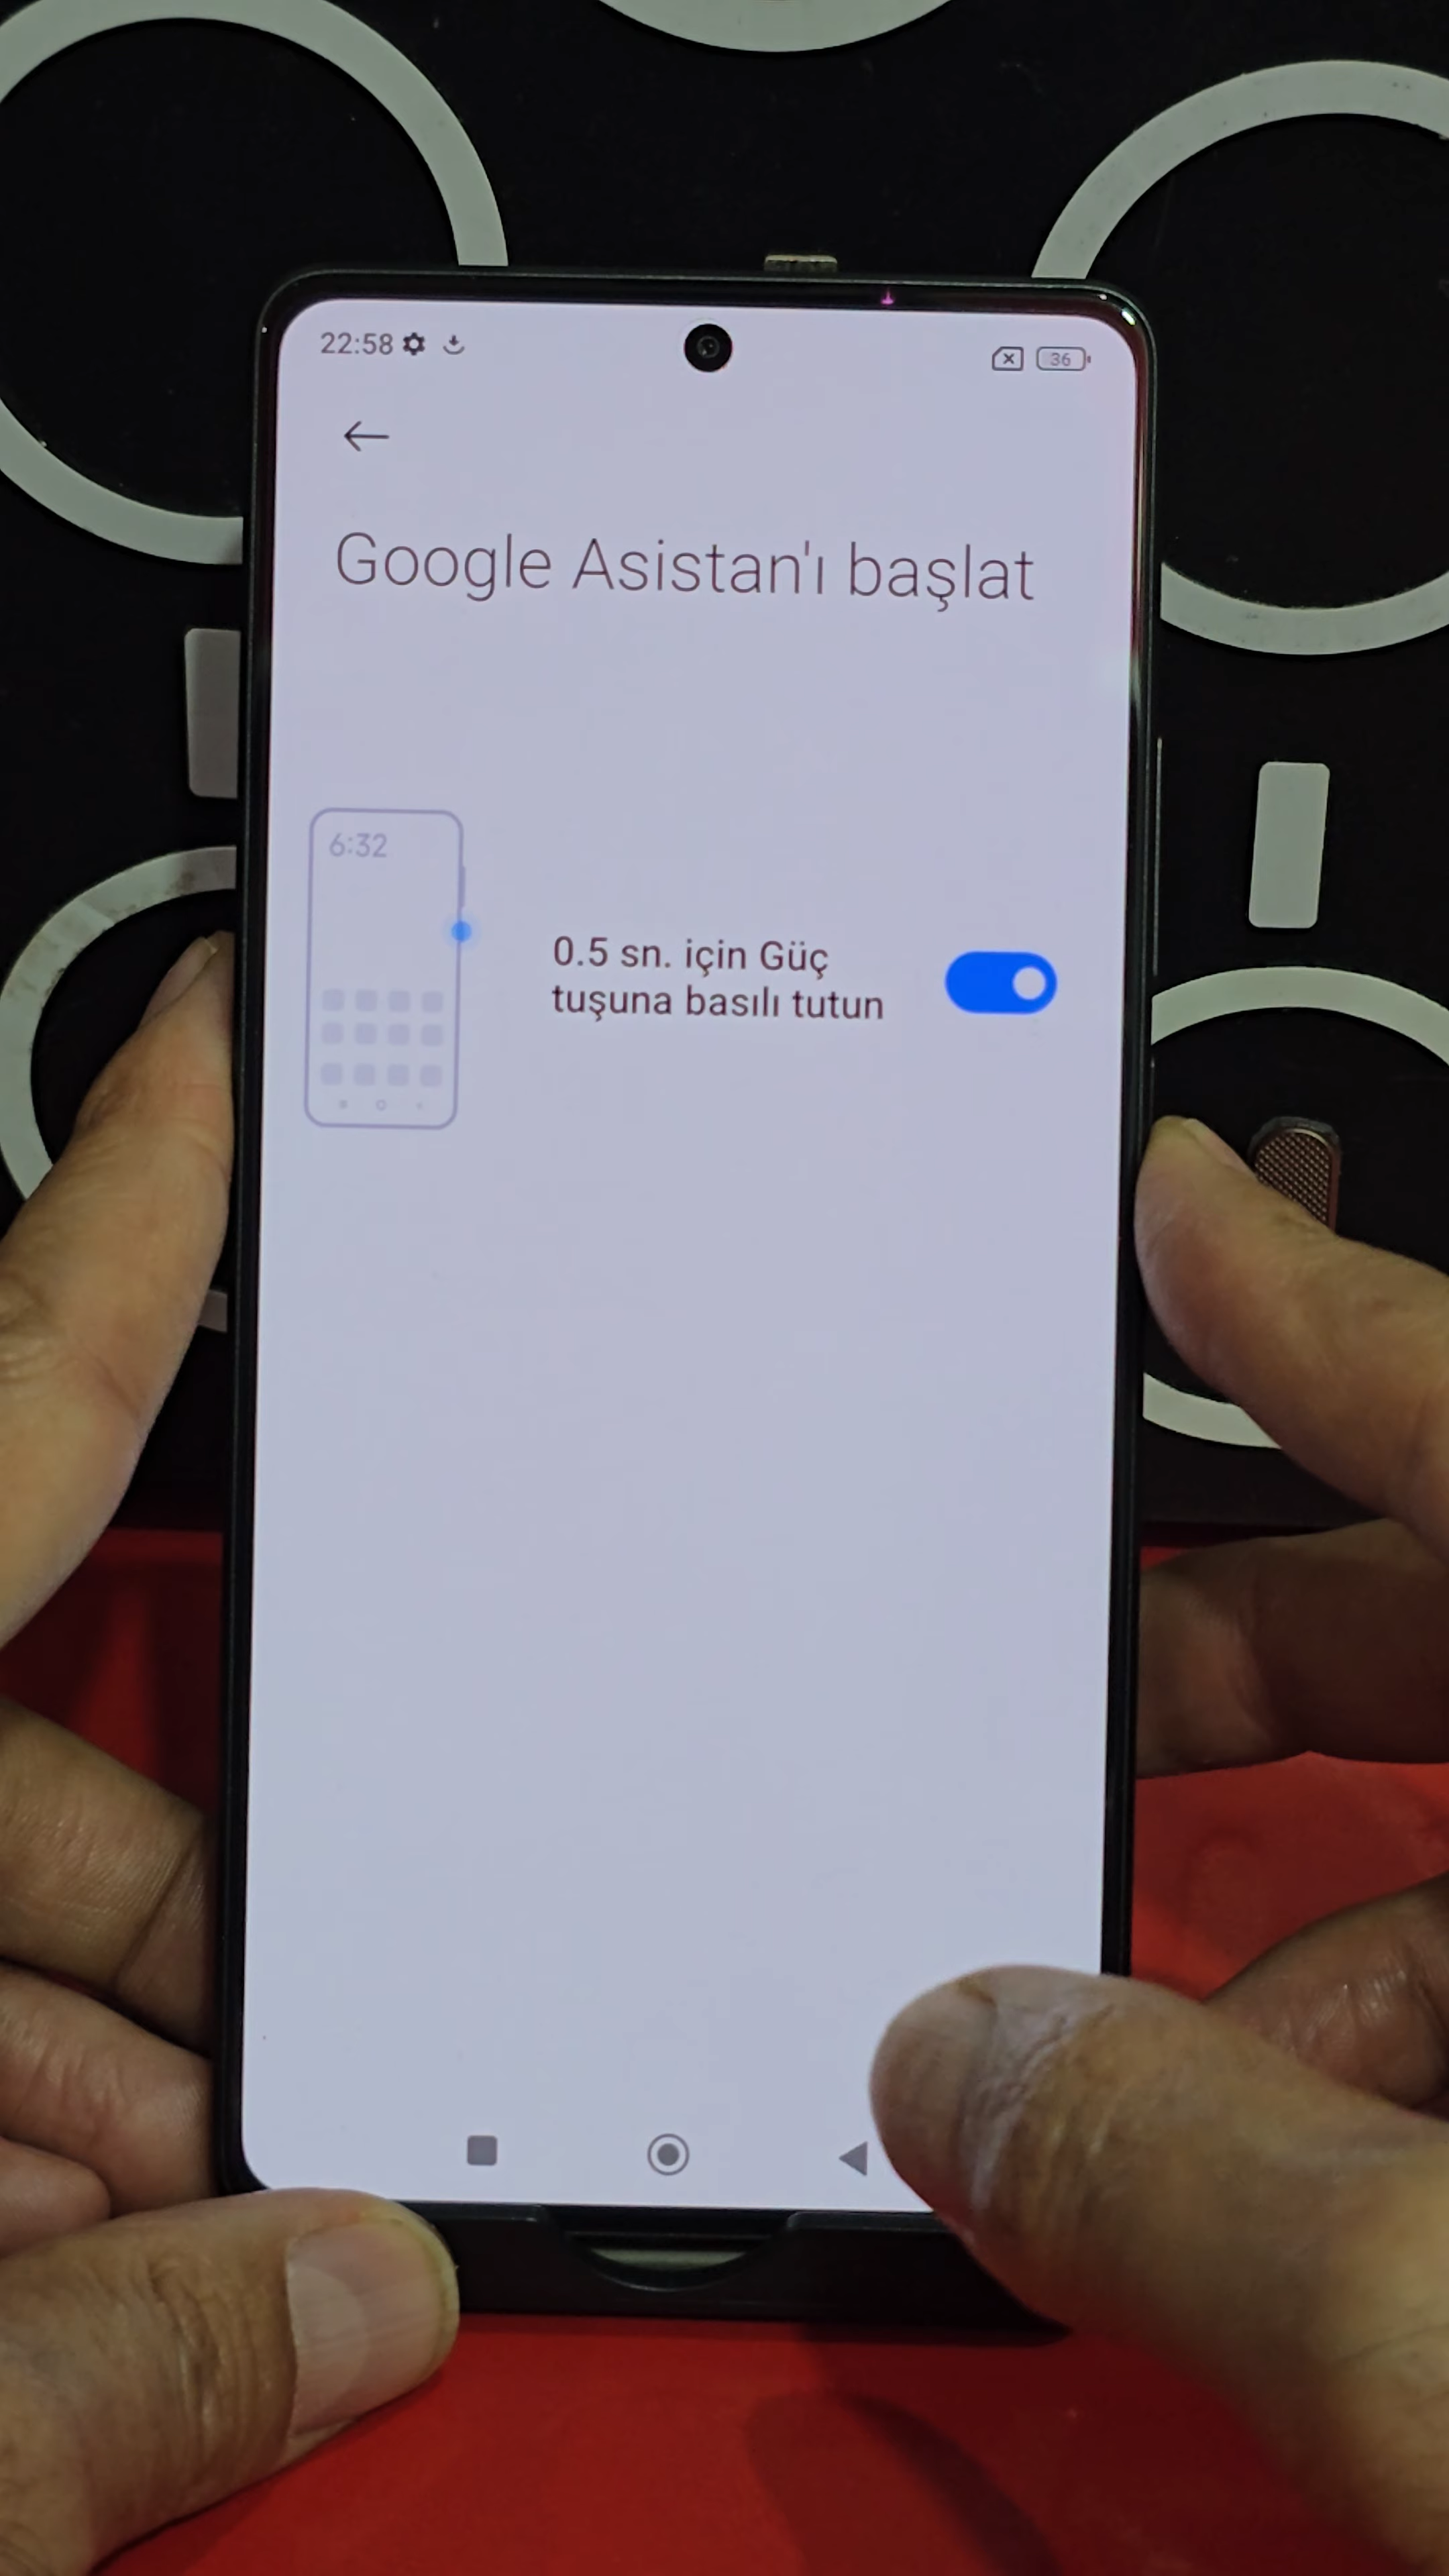 22:58
36
Google Asistan'ı başlat
6:32
0.5 sn. için Güç
tuşuna basılı tutun